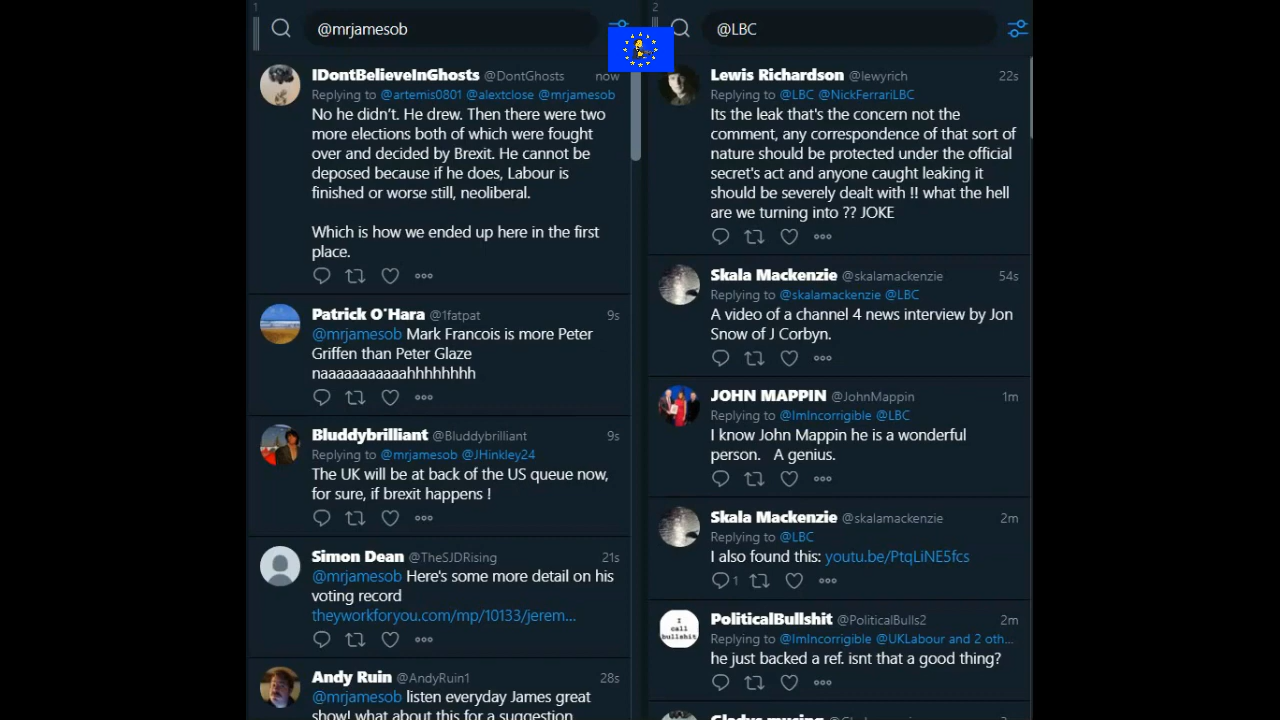 1
@mrjamesob
IDontBelieveInGhosts @DontGhosts now
Replying to @artemis0801 @alextclose @mrjamesob
No he didn't. He drew. Then there were two
more elections both of which were fought
over and decided by Brexit. He cannot be
deposed because if he does, Labour is
finished or worse still, neoliberal.
Which is how we ended up here in the first
place.
Patrick O'Hara @1fatpat 9s
@mrjamesob Mark Francois is more Peter
Griffen than Peter Glaze
naaaaaaaaaaahhhhhhhh
Bluddybrilliant @Bluddybrilliant 9s
Replying to @mrjamesob @JHinkley24
The UK will be at back of the US queue now,
for sure, if brexit happens !
Simon Dean @TheSJDRising 21s
@mrjamesob Here's some more detail on his
voting record
theyworkforyou.com/mp/10133/jerem...
Andy Ruin @AndyRuin1 28s
@mrjamesob listen everyday James great
show! what about this for a suggestion
2
@LBC
Lewis Richardson @lewyrich 22s
Replying to @LBC @NickFerrariLBC
Its the leak that's the concern not the
comment, any correspondence of that sort of
nature should be protected under the official
secret's act and anyone caught leaking it
should be severely dealt with !! what the hell
are we turning into ?? JOKE
Skala Mackenzie @skalamackenzie 54s
Replying to @skalamackenzie @LBC
A video of a channel 4 news interview by Jon
Snow of J Corbyn.
JOHN MAPPIN @JohnMappin 1m
Replying to @ImIncorrigible @LBC
I know John Mappin he is a wonderful
person. A genius.
Skala Mackenzie @skalamackenzie 2m
Replying to @LBC
I also found this: youtu.be/PtqLiNE5fcs
1
PoliticalBullshit @PoliticalBulls2 2m
I call bullshit
Replying to @ImIncorrigible @UKLabour and 2 oth...
he just backed a ref. isnt that a good thing?